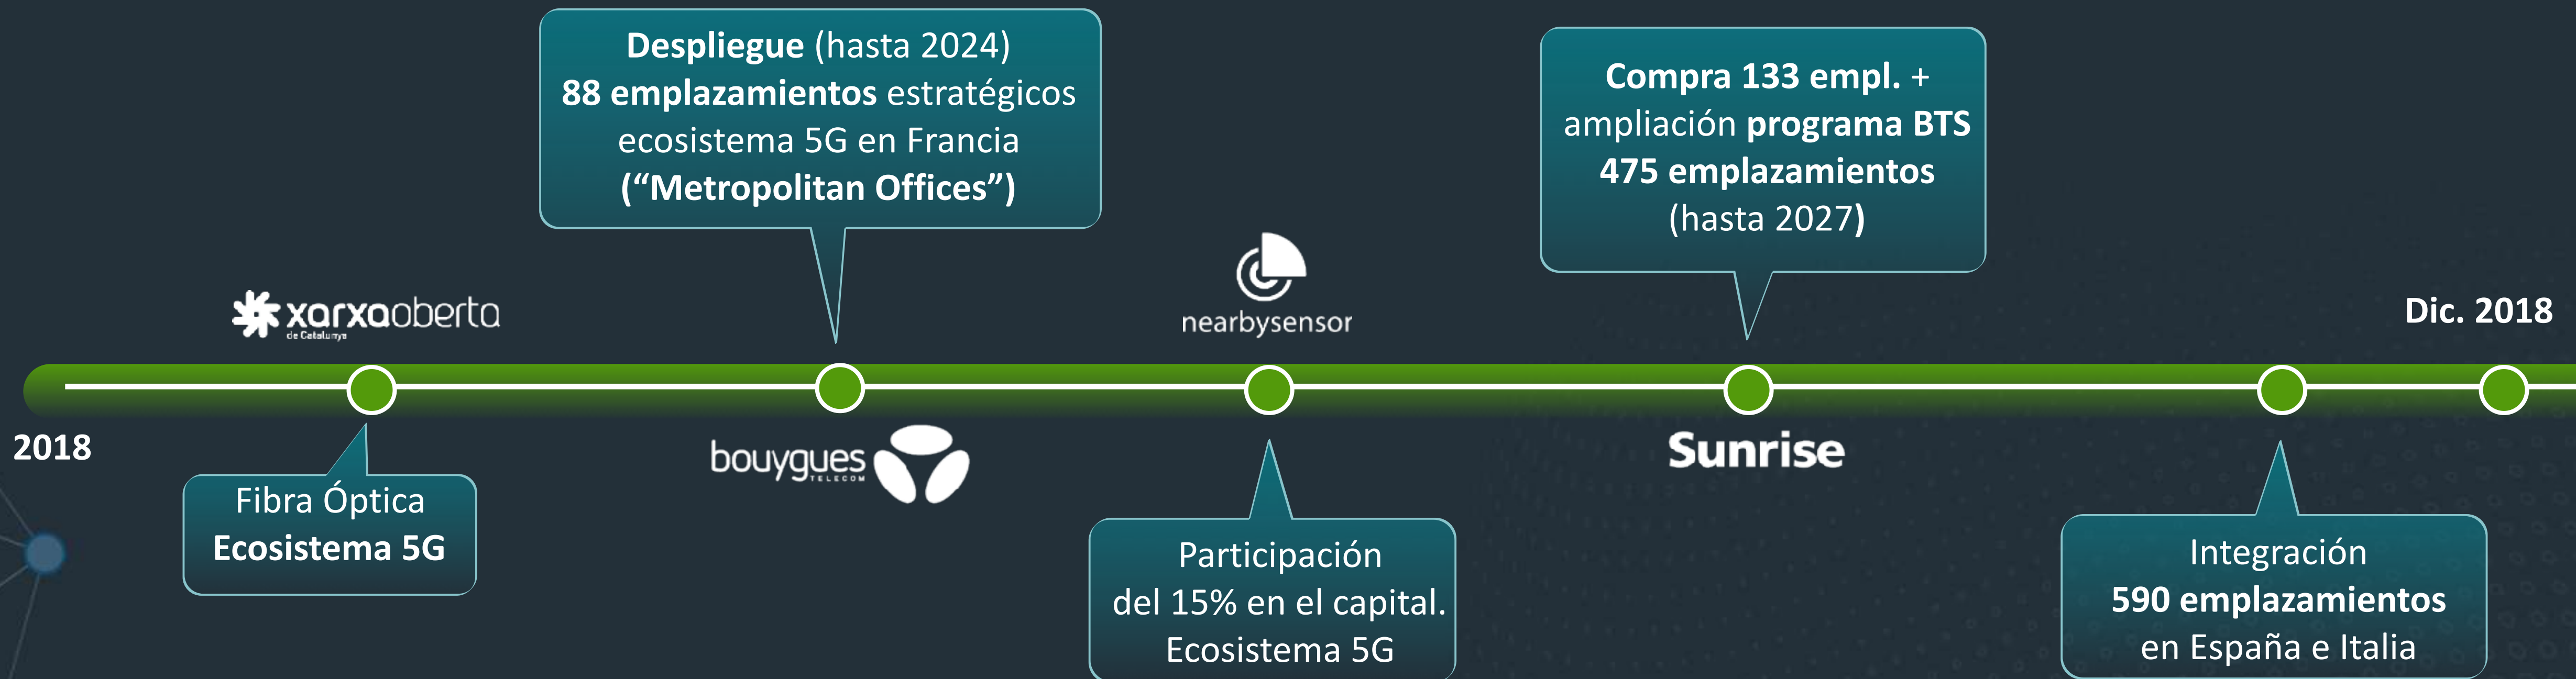 2018
xarxaoberta
de Catalunya
Fibra Óptica
Ecosistema 5G
Despliegue (hasta 2024)
88 emplazamientos estratégicos
ecosistema 5G en Francia
(“Metropolitan Offices”)
bouygues
TELECOM
nearbysensor
Participación
del 15% en el capital.
Ecosistema 5G
Compra 133 empl. +
ampliación programa BTS
475 emplazamientos
(hasta 2027)
Sunrise
Integración
590 emplazamientos
en España e Italia
Dic. 2018